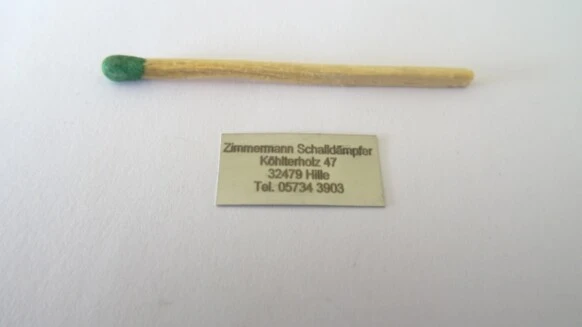 Zimmermann Schalldämpfer
Köhlterholz 47
32479 Hille
Tel. 05734 3903